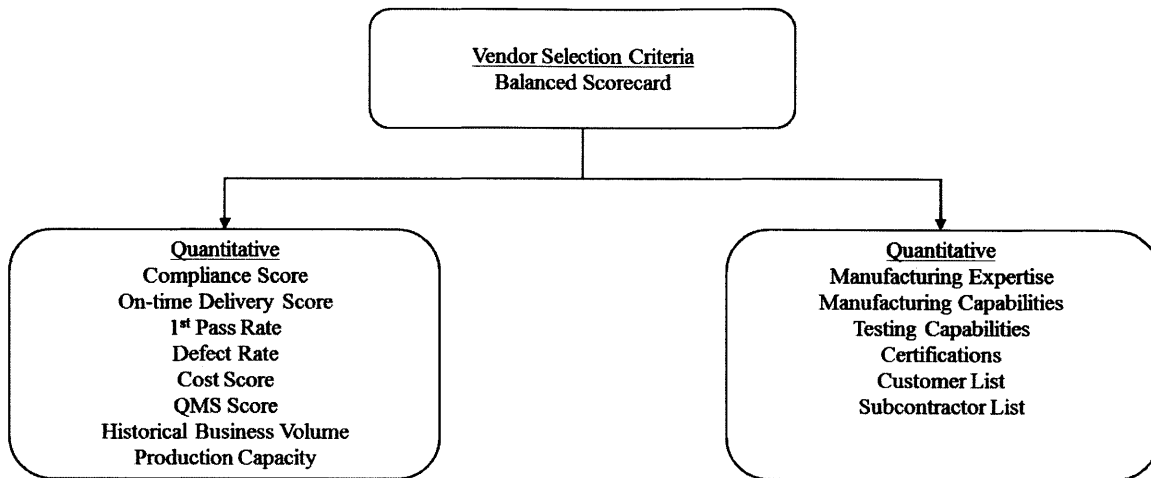 Vendor Selection Criteria
Balanced Scorecard
Quantitative
Compliance Score
On-time Delivery Score
1st Pass Rate
Defect Rate
Cost Score
QMS Score
Historical Business Volume
Production Capacity
Quantitative
Manufacturing Expertise
Manufacturing Capabilities
Testing Capabilities
Certifications
Customer List
Subcontractor List